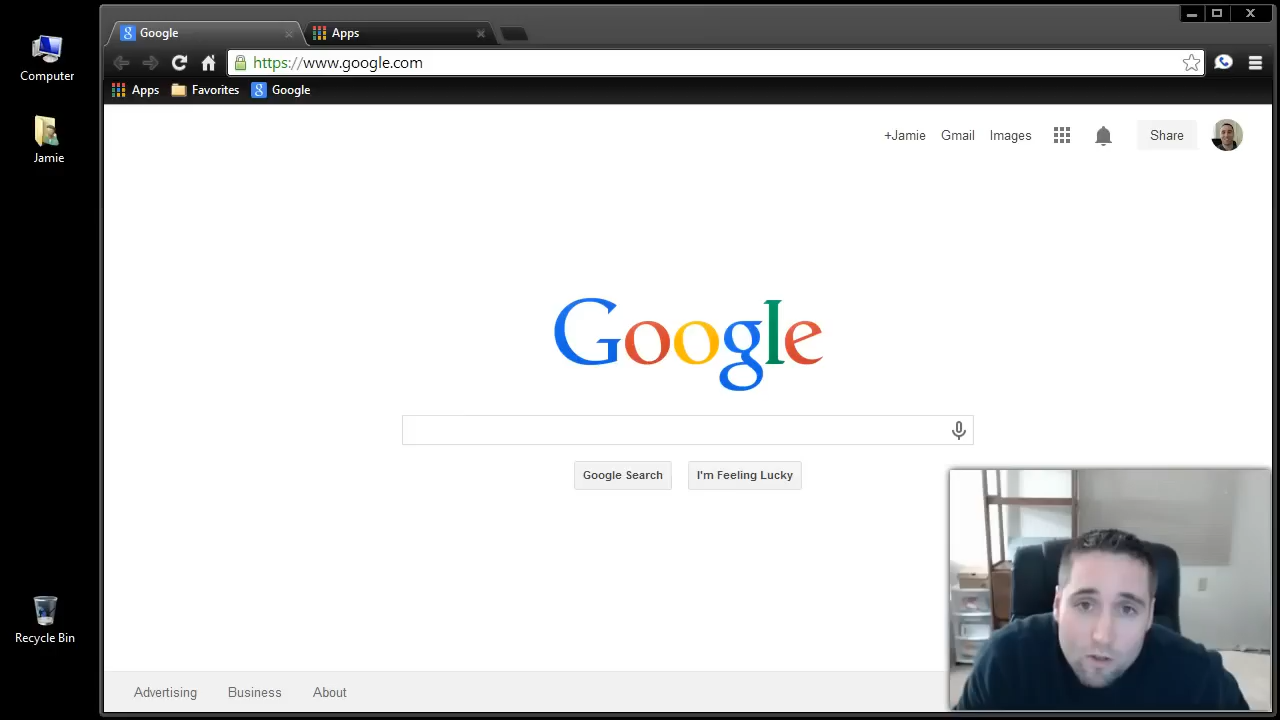 Computer
Jamie
Recycle Bin
Google
Apps
https://www.google.com
Apps
Favorites
Google
+Jamie
Gmail
Images
Share
Google
Google Search
I'm Feeling Lucky
Advertising
Business
About